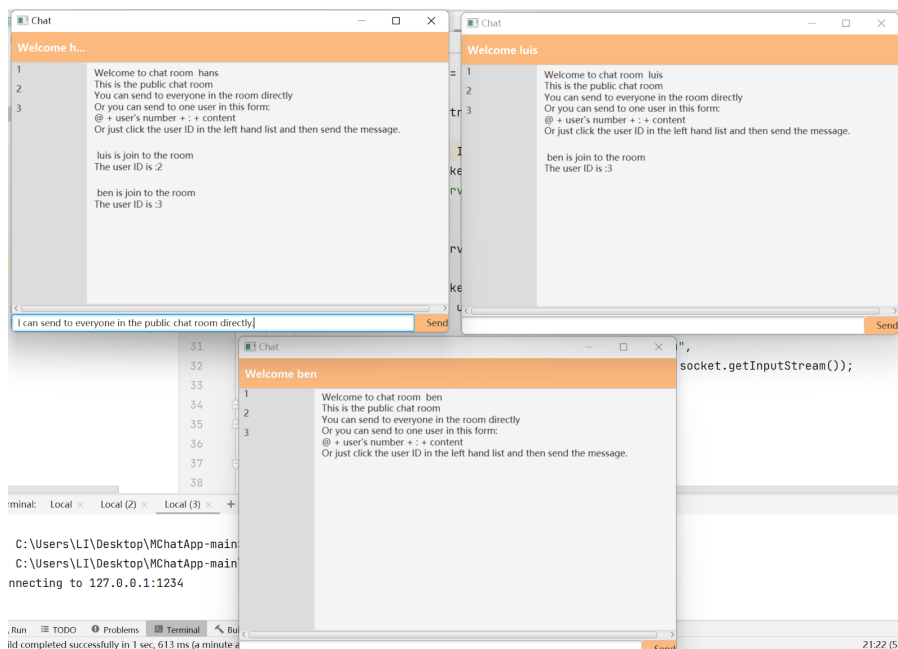 Chat
Welcome h...
1
2
3
Welcome to chat room  hans
This is the public chat room
You can send to everyone in the room directly
Or you can send to one user in this form:
@ + user's number + : + content
Or just click the user ID in the left hand list and then send the message.
luis is join to the room
The user ID is :2
ben is join to the room
The user ID is :3
I can send to everyone in the public chat room directly.
Send
Chat
Welcome luis
1
2
3
Welcome to chat room  luis
This is the public chat room
You can send to everyone in the room directly
Or you can send to one user in this form:
@ + user's number + : + content
Or just click the user ID in the left hand list and then send the message.
ben is join to the room
The user ID is :3
Send
31
32
33
34
35
36
37
38
",
socket.getInputStream());
Chat
Welcome ben
1
2
3
Welcome to chat room  ben
This is the public chat room
You can send to everyone in the room directly
Or you can send to one user in this form:
@ + user's number + : + content
Or just click the user ID in the left hand list and then send the message.
Send
rminal: Local × Local (2) × Local (3) × +
C:\Users\LI\Desktop\MChatApp-main
C:\Users\LI\Desktop\MChatApp-main
nnecting to 127.0.0.1:1234
Run TODO Problems Terminal Bui
ild completed successfully in 1 sec, 613 ms (a minute a
21:22 (5